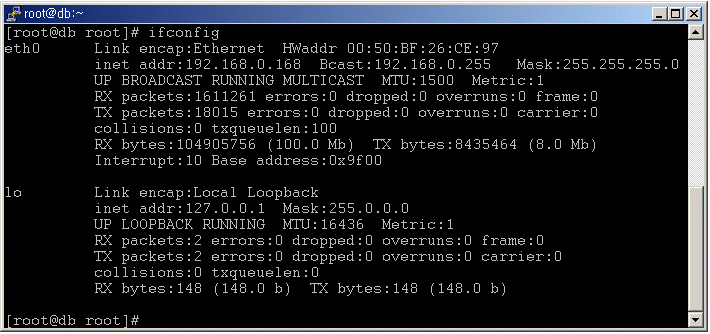 root@db:~
[root@db root]# ifconfig
eth0 Link encap:Ethernet HWaddr 00:50:BF:26:CE:97
inet addr:192.168.0.168 Bcast:192.168.0.255 Mask:255.255.255.0
UP BROADCAST RUNNING MULTICAST MTU:1500 Metric:1
RX packets:1611261 errors:0 dropped:0 overruns:0 frame:0
TX packets:18015 errors:0 dropped:0 overruns:0 carrier:0
collisions:0 txqueuelen:100
RX bytes:104905756 (100.0 Mb) TX bytes:8435464 (8.0 Mb)
Interrupt:10 Base address:0x9f00
lo Link encap:Local Loopback
inet addr:127.0.0.1 Mask:255.0.0.0
UP LOOPBACK RUNNING MTU:16436 Metric:1
RX packets:2 errors:0 dropped:0 overruns:0 frame:0
TX packets:2 errors:0 dropped:0 overruns:0 carrier:0
collisions:0 txqueuelen:0
RX bytes:148 (148.0 b) TX bytes:148 (148.0 b)
[root@db root]#